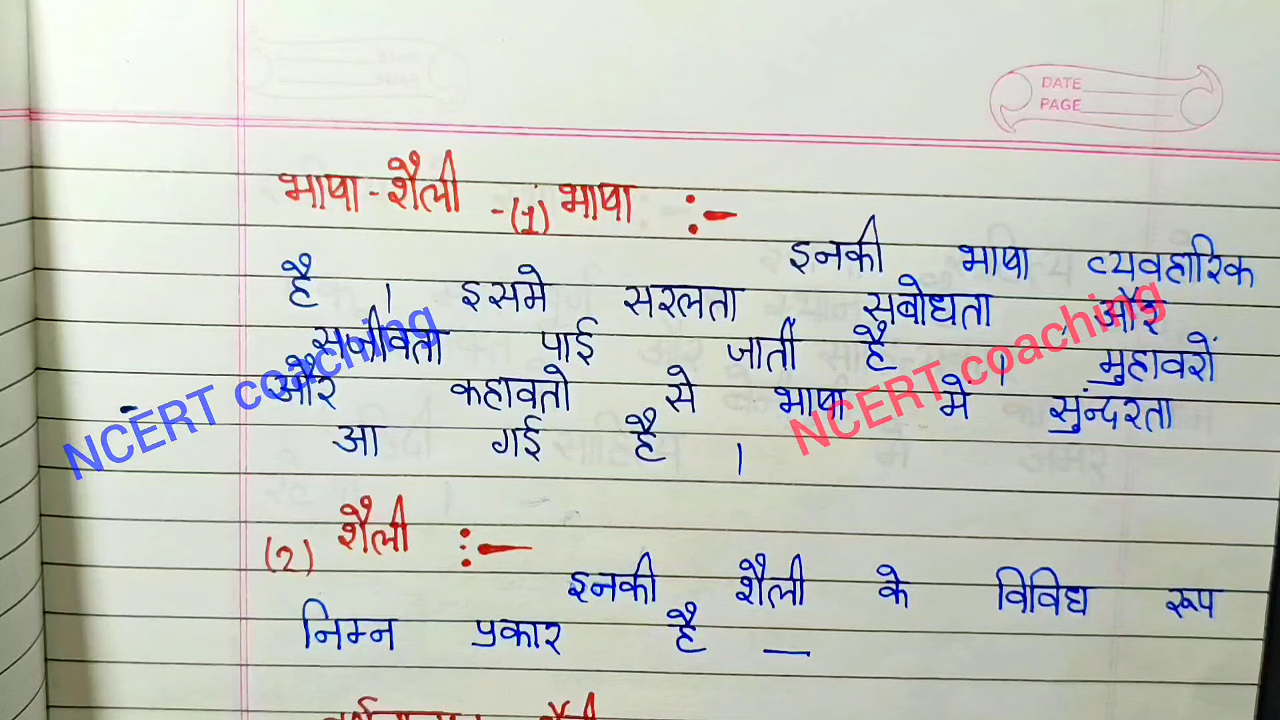 DATE
PAGE
भाषा-शैली -(1) भाषा :-
इनकी भाषा व्यवहारिक
है । इसमे सरलता सबोधता और
सजीवता पाई जाती है । मुहावरों
और कहावतो से भाषा में सुंन्दरता
आ गई है ।
(2) शैली :-
इनकी शैली के विविध रूप
निम्न प्रकार है —
NCERT coaching
NCERT coaching